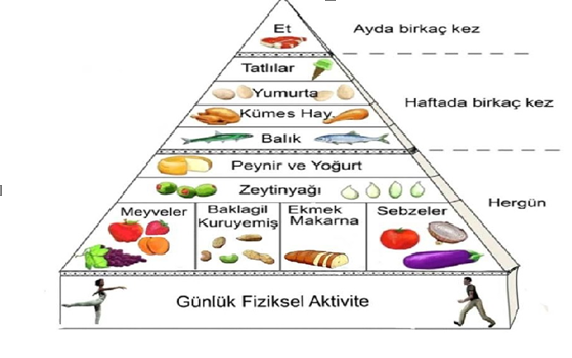 Et
Ayda birkaç kez
Tatlılar
Yumurta
Haftada birkaç kez
Kümes Hay.
Balık
Peynir ve Yoğurt
Zeytinyağı
Hergün
Meyveler
Baklagil
Kuruyemiş
Ekmek
Makarna
Sebzeler
Günlük Fiziksel Aktivite